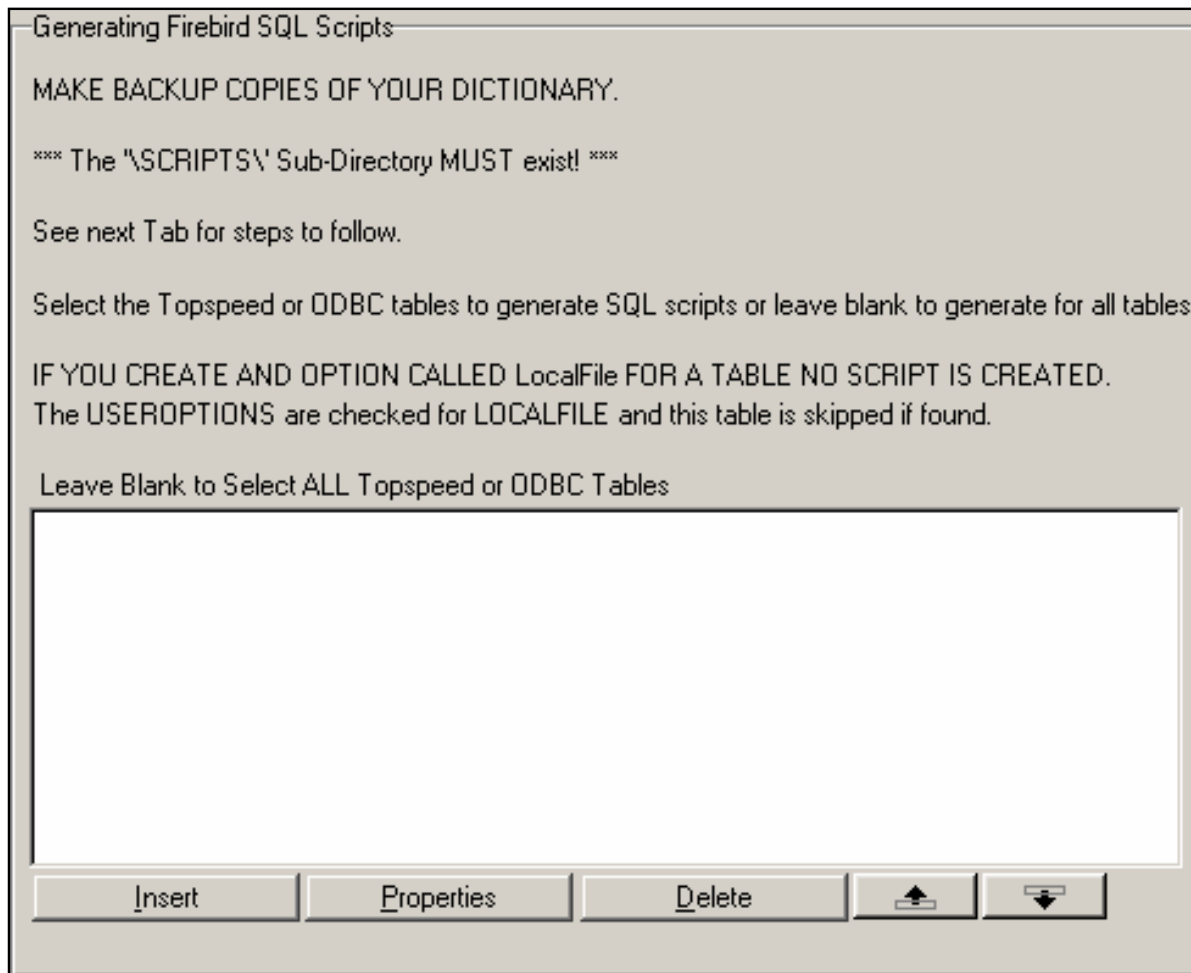 Generating Firebird SQL Scripts
MAKE BACKUP COPIES OF YOUR DICTIONARY.
*** The "\SCRIPTS\' Sub-Directory MUST exist! ***
See next Tab for steps to follow.
Select the Topspeed or ODBC tables to generate SQL scripts or leave blank to generate for all tables
IF YOU CREATE AND OPTION CALLED LocalFile FOR A TABLE NO SCRIPT IS CREATED.
The USEROPTIONS are checked for LOCALFILE and this table is skipped if found.
Leave Blank to Select ALL Topspeed or ODBC Tables
Insert Properties Delete